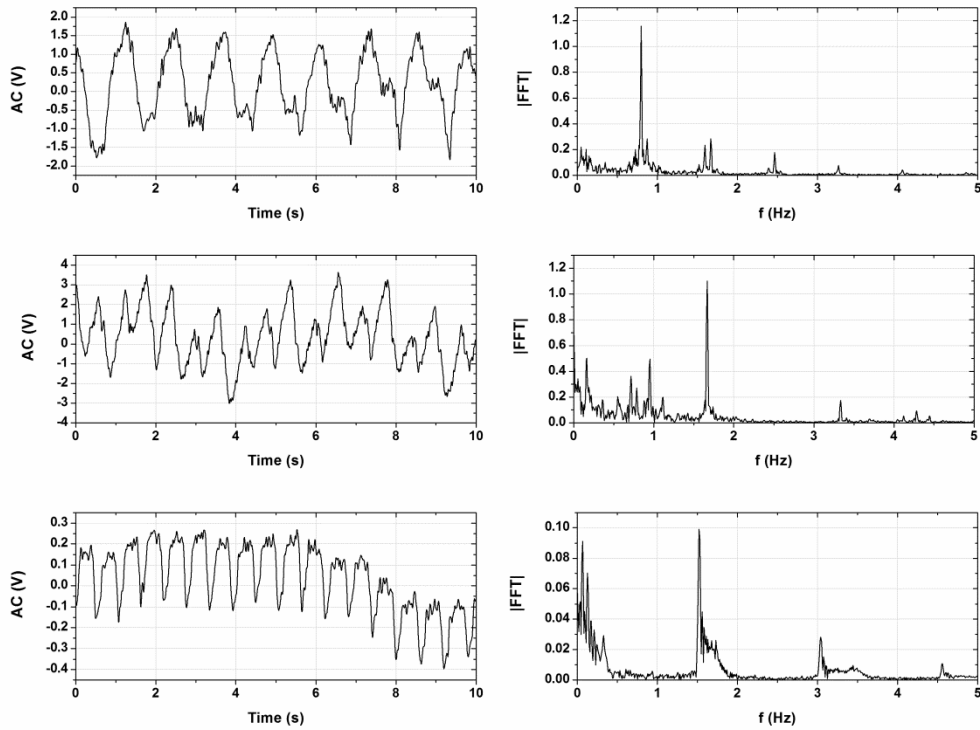 2.0
1.5
1.0
0.5
0.0
-0.5
-1.0
-1.5
-2.0
AC (V)
0 2 4 6 8 10
Time (s)
1.2
1.0
0.8
0.6
0.4
0.2
0.0
|FFT|
0 1 2 3 4 5
f (Hz)
4
3
2
1
0
-1
-2
-3
-4
AC (V)
0 2 4 6 8 10
Time (s)
1.2
1.0
0.8
0.6
0.4
0.2
0.0
|FFT|
0 1 2 3 4 5
f (Hz)
0.3
0.2
0.1
0.0
-0.1
-0.2
-0.3
-0.4
AC (V)
0 2 4 6 8 10
Time (s)
0.10
0.08
0.06
0.04
0.02
0.00
|FFT|
0 1 2 3 4 5
f (Hz)